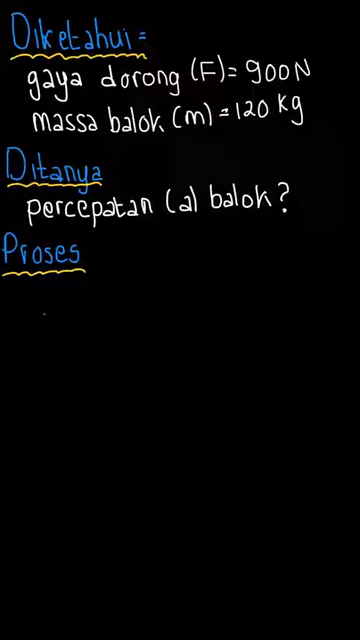 Diketahui =
gaya dorong (F) = 900 N
massa balok (m) = 120 kg
Ditanya
percepatan (a) balok?
Proses